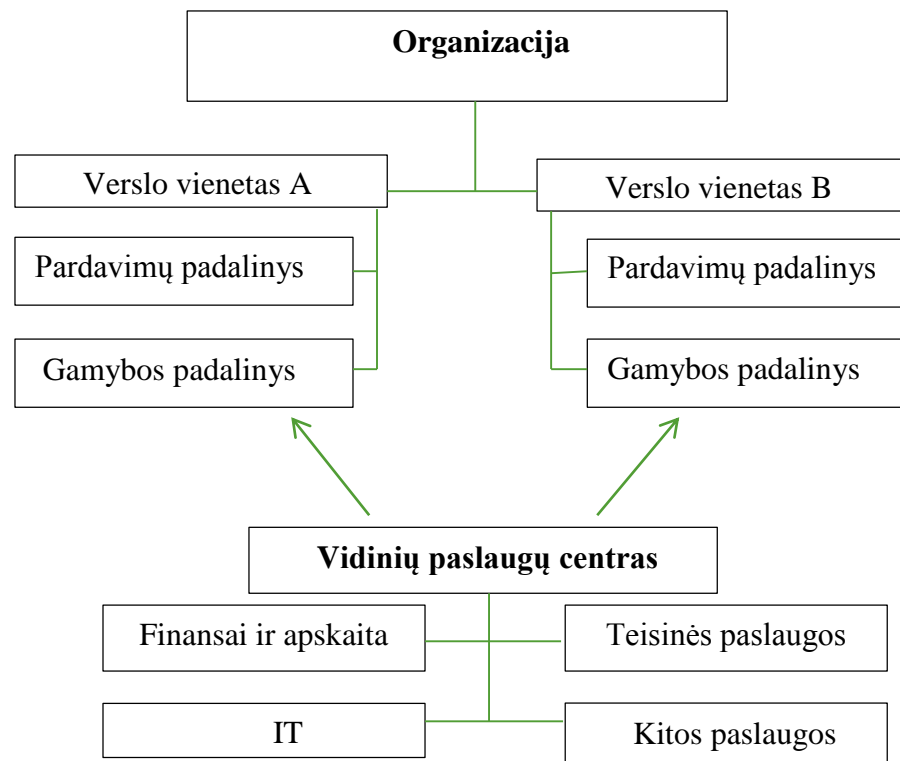 Organizacija
Verslo vienetas A
Verslo vienetas B
Pardavimų padalinys
Pardavimų padalinys
Gamybos padalinys
Gamybos padalinys
Vidinių paslaugų centras
Finansai ir apskaita
Teisinės paslaugos
IT
Kitos paslaugos